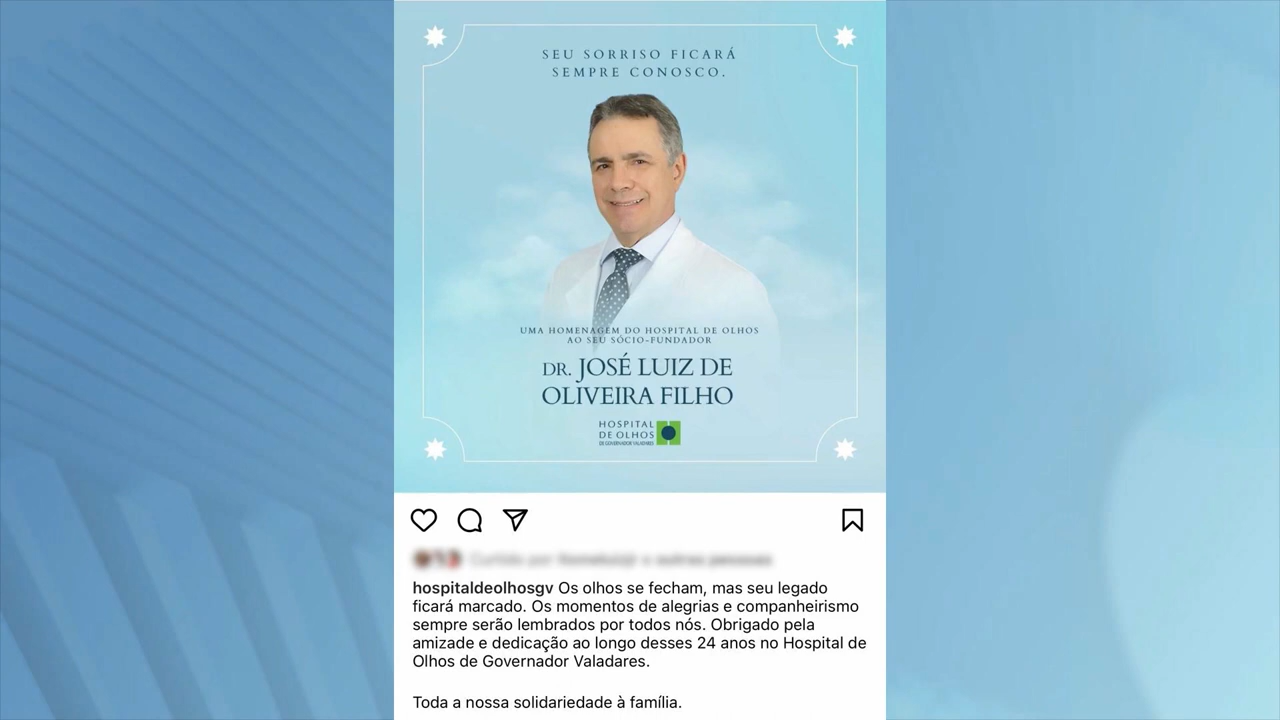 SEU SORRISO FICARÁ
SEMPRE CONOSCO.
UMA HOMENAGEM DO HOSPITAL DE OLHOS
AO SEU SÓCIO-FUNDADOR
DR. JOSÉ LUIZ DE
OLIVEIRA FILHO
HOSPITAL
DE OLHOS
DE GOVERNADOR VALADARES
hospitaldeolhosgv Os olhos se fecham, mas seu legado
ficará marcado. Os momentos de alegrias e companheirismo
sempre serão lembrados por todos nós. Obrigado pela
amizade e dedicação ao longo desses 24 anos no Hospital de
Olhos de Governador Valadares.
Toda a nossa solidariedade à família.